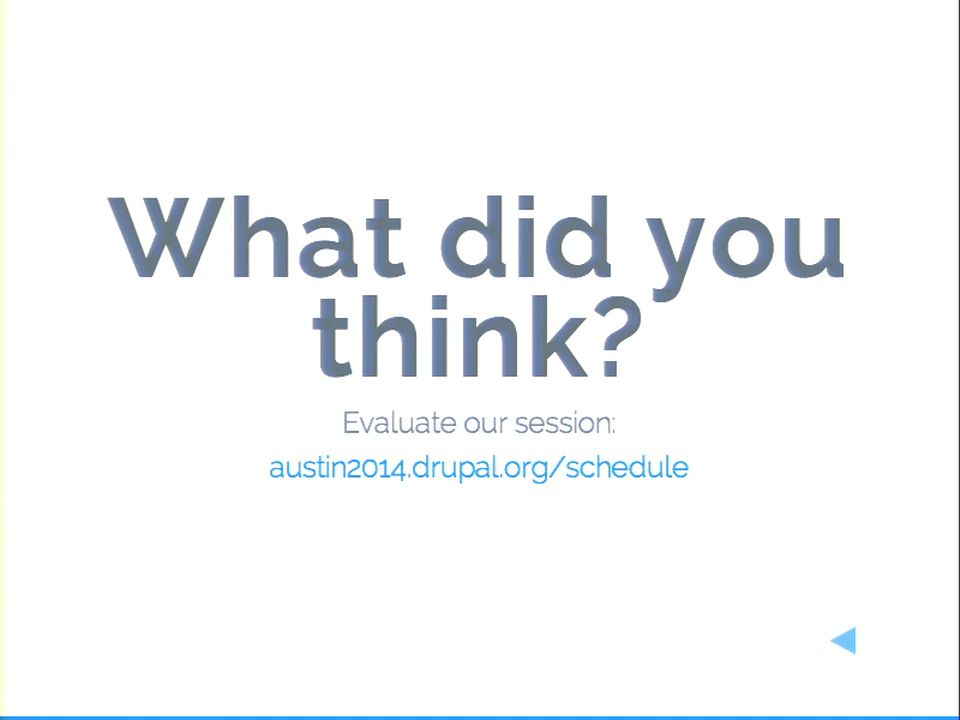 What did you
think?
Evaluate our session:
austin2014.drupal.org/schedule